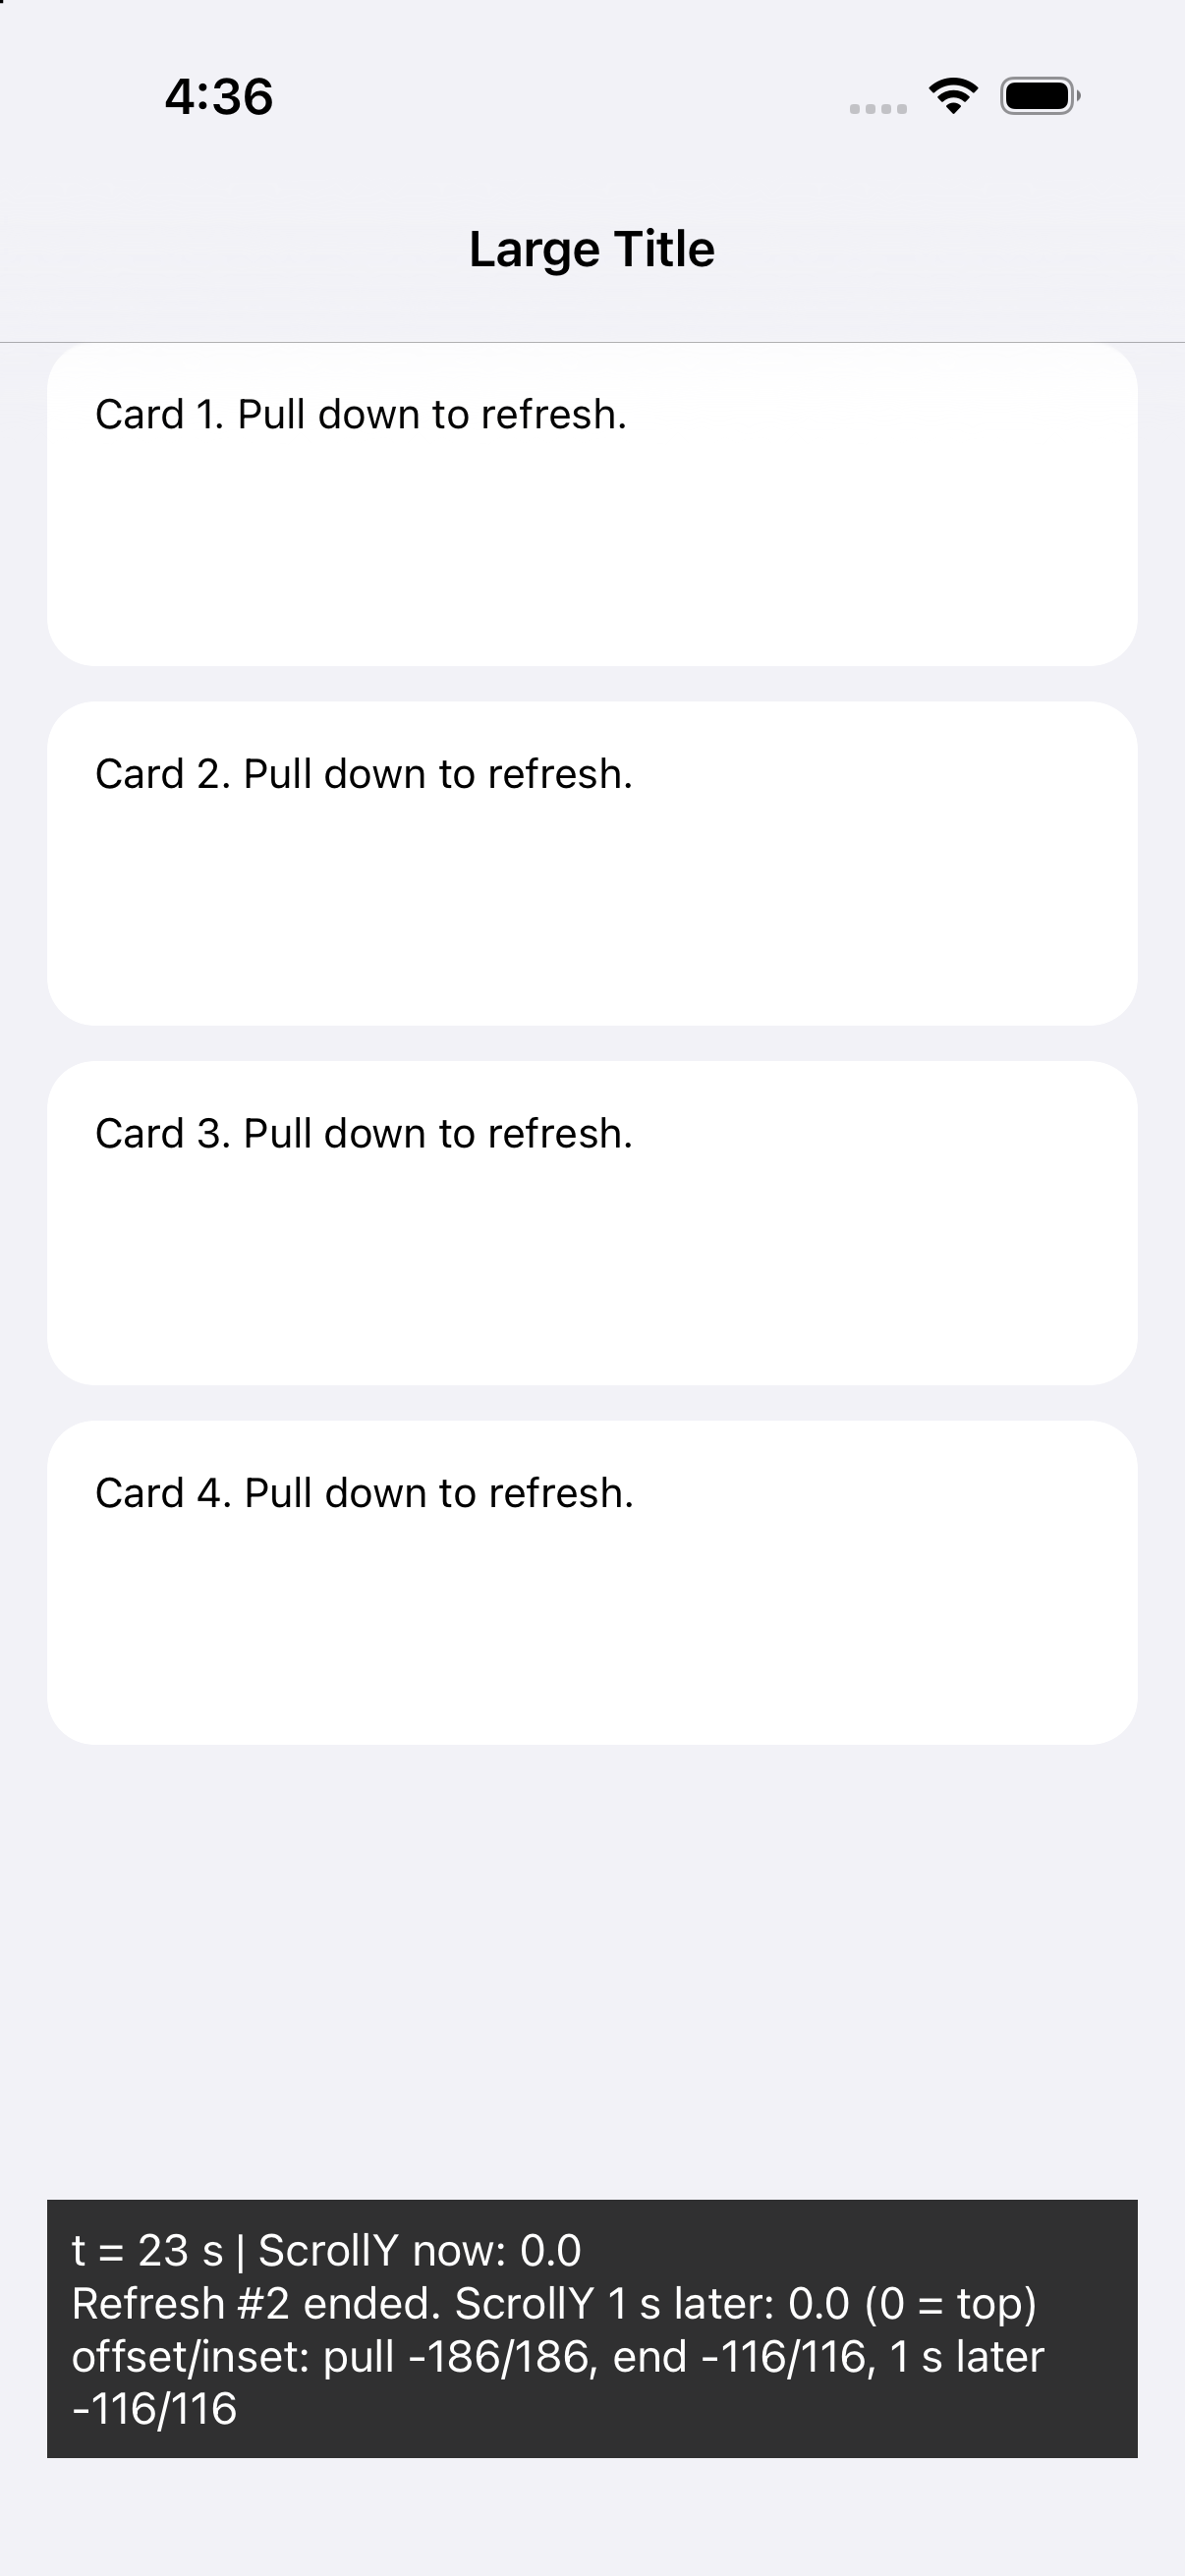 4:36
Large Title
Card 1. Pull down to refresh.
Card 2. Pull down to refresh.
Card 3. Pull down to refresh.
Card 4. Pull down to refresh.
t = 23 s | ScrollY now: 0.0
Refresh #2 ended. ScrollY 1 s later: 0.0 (0 = top)
offset/inset: pull -186/186, end -116/116, 1 s later
-116/116